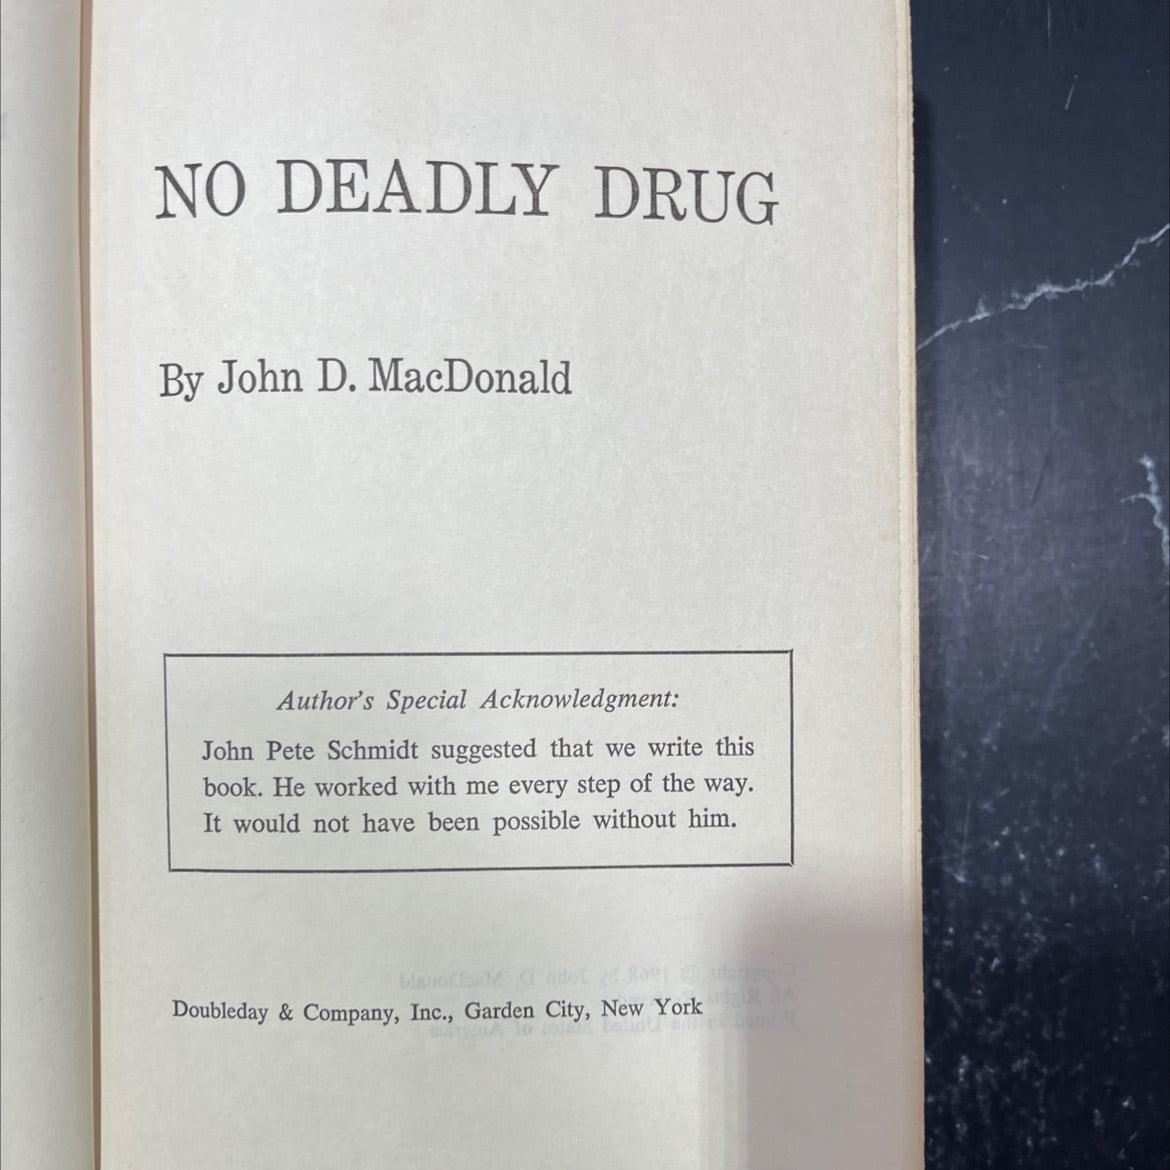 NO DEADLY DRUG
By John D. MacDonald
Author's Special Acknowledgment:
John Pete Schmidt suggested that we write this
book. He worked with me every step of the way.
It would not have been possible without him.
Doubleday & Company, Inc., Garden City, New York